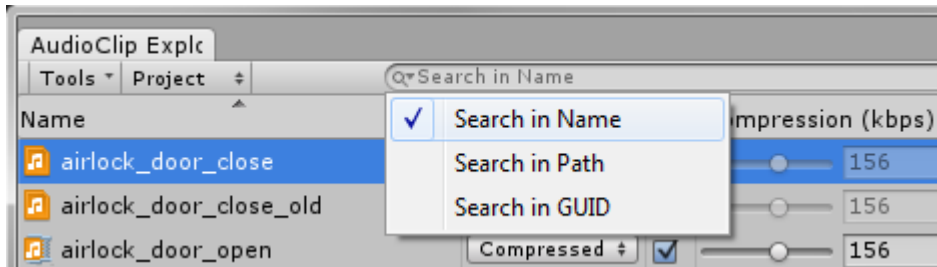 AudioClip Explc
Tools Project Search in Name
Name mpression (kbps)
Search in Name
airlock_door_close 156
Search in Path
airlock_door_close_old 156
Search in GUID
airlock_door_open Compressed 156